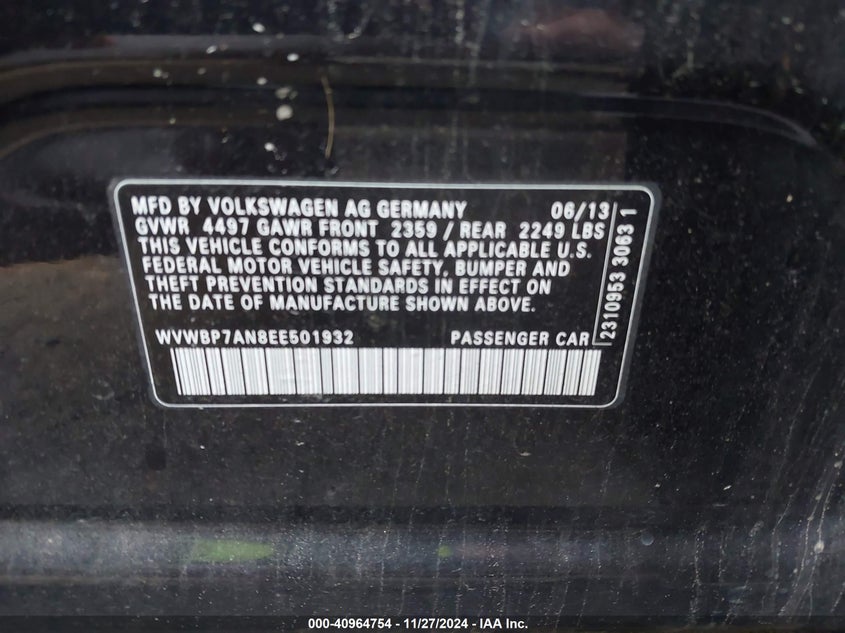 MFD BY VOLKSWAGEN AG GERMANY 06/13
GVWR 4497 GAWR FRONT 2359 / REAR 2249 LBS
THIS VEHICLE CONFORMS TO ALL APPLICABLE U.S.
FEDERAL MOTOR VEHICLE SAFETY, BUMPER AND
THEFT PREVENTION STANDARDS IN EFFECT ON
THE DATE OF MANUFACTURE SHOWN ABOVE.
WVWBP7AN8EE501932 PASSENGER CAR
2310953 3063 1
000-40964754 - 11/27/2024 - IAA Inc.